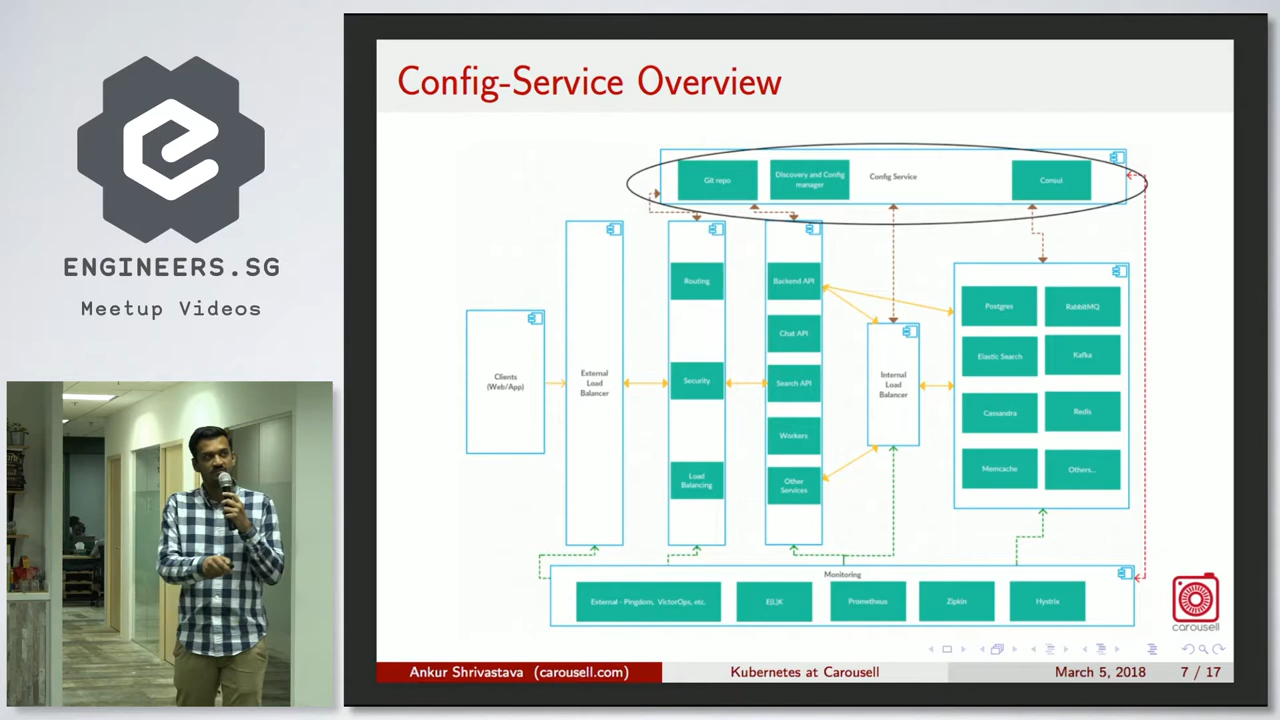 ENGINEERS.SG
Meetup Videos
Config-Service Overview
Git repo
Discovery and Config
manager
Config Service
Consul
Routing
Security
Load
Balancing
Backend API
Chat API
Search API
Workers
Other
Services
Clients
(Web/App)
External
Load
Balancer
Internal
Load
Balancer
Postgres
RabbitMQ
Elastic Search
Kafka
Cassandra
Redis
Memcache
Others...
Monitoring
External - Pingdom, VictorOps, etc.
E(L)K
Prometheus
Zipkin
Hystrix
carousell
Ankur Shrivastava (carousell.com)
Kubernetes at Carousell
March 5, 2018
7 / 17